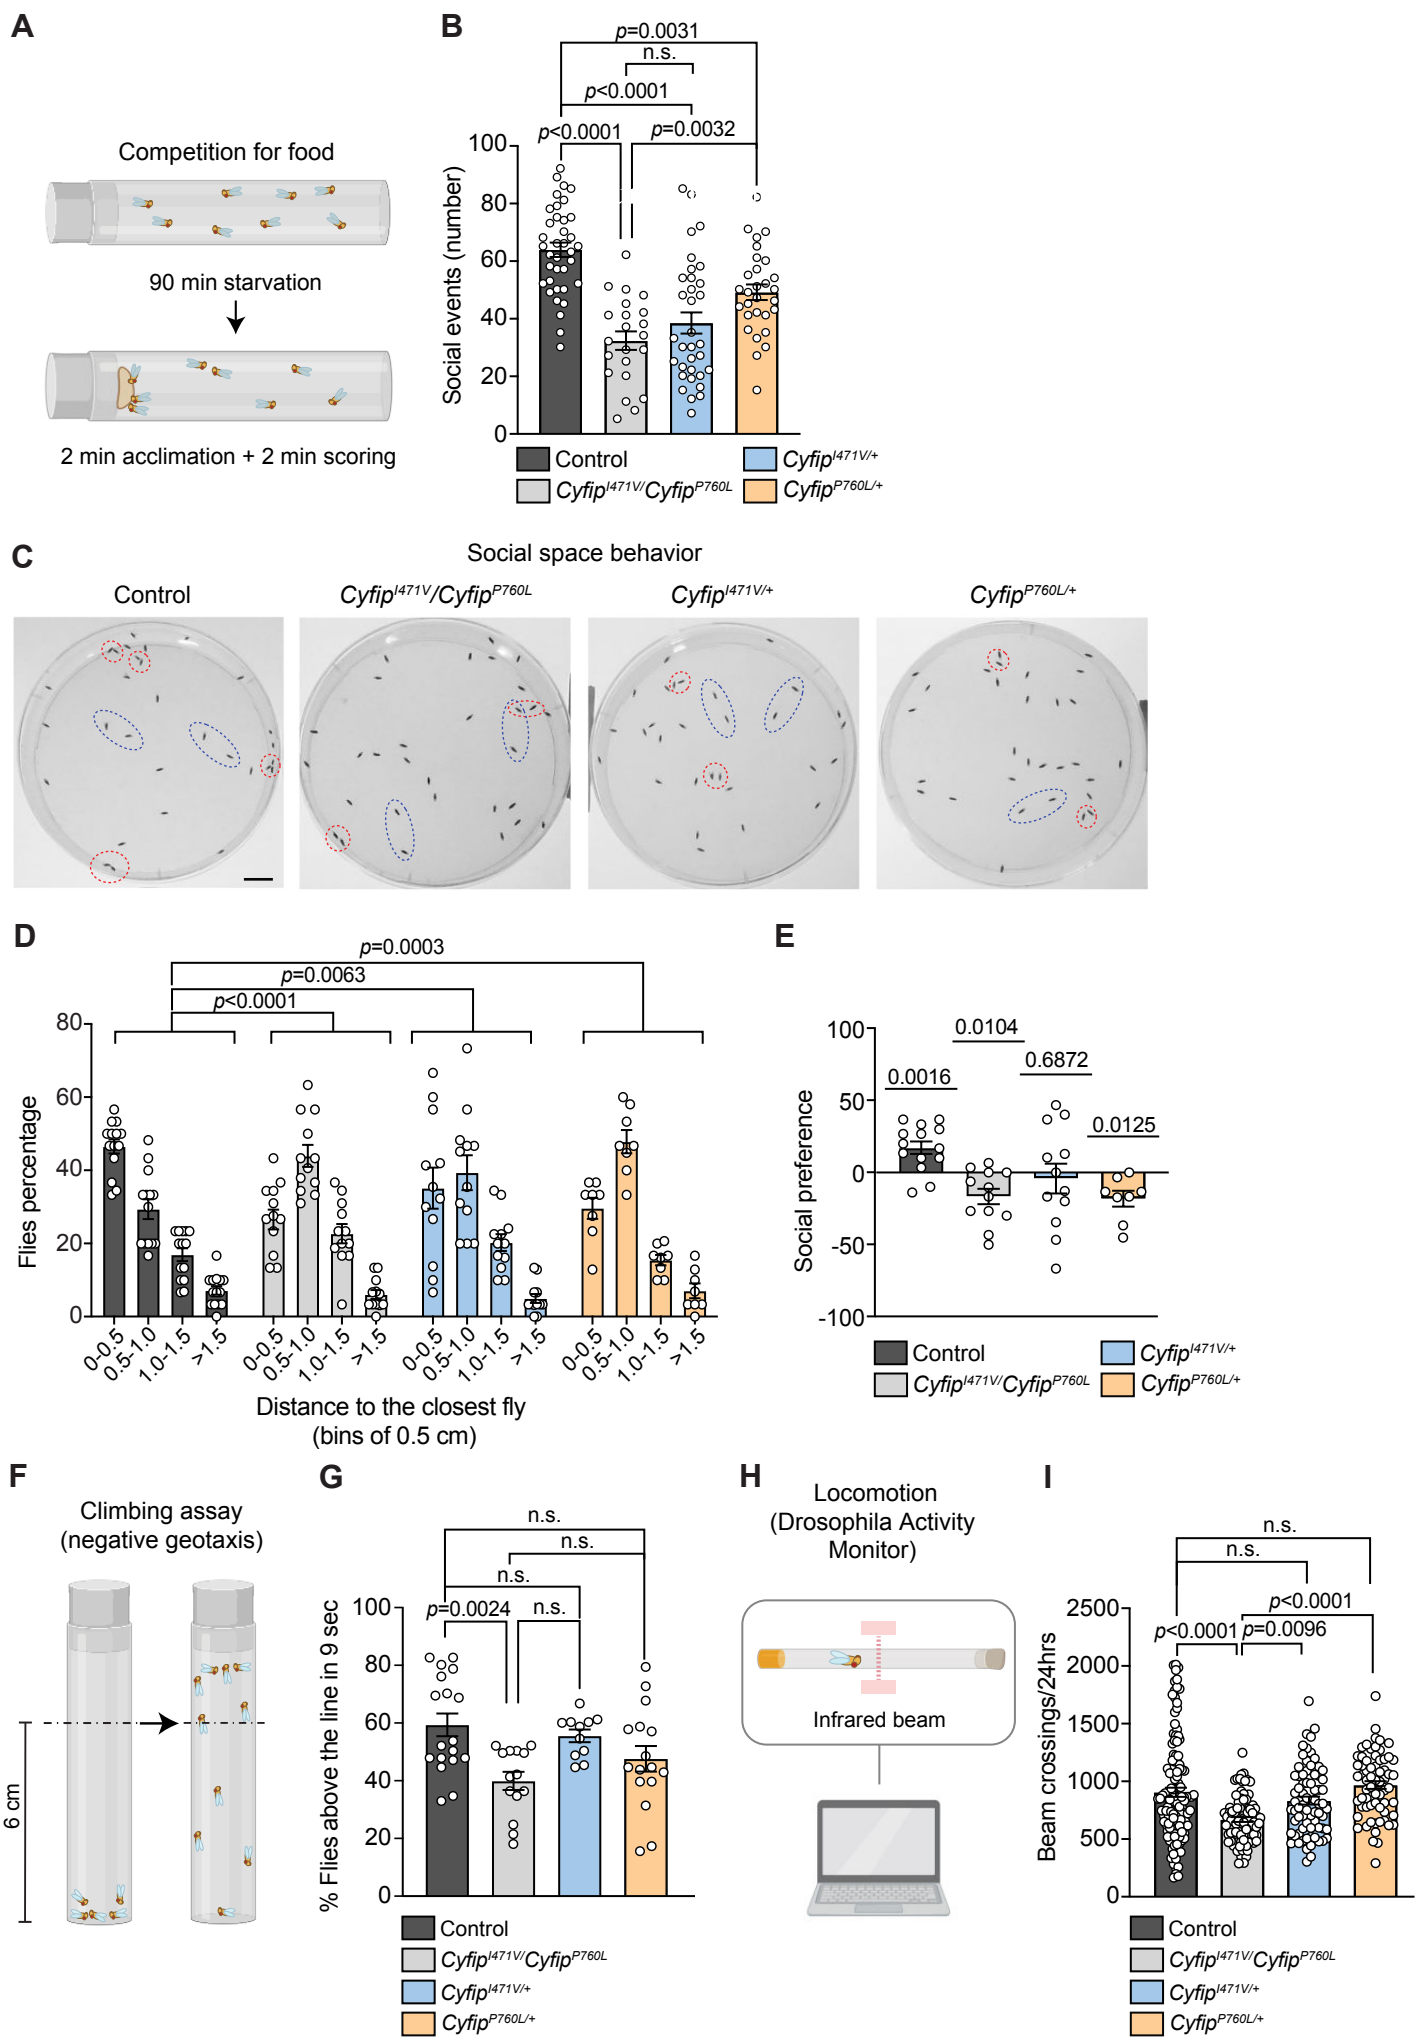 A
Competition for food
90 min starvation
2 min acclimation + 2 min scoring
B
p=0.0031
n.s.
p<0.0001
p<0.0001
p=0.0032
Social events (number)
100
80
60
40
20
0
Control
Cyfip^I471V/Cyfip^P760L
Cyfip^I471V/+
Cyfip^P760L/+
C
Social space behavior
Control
Cyfip^I471V/Cyfip^P760L
Cyfip^I471V/+
Cyfip^P760L/+
D
p=0.0003
p=0.0063
p<0.0001
Flies percentage
80
60
40
20
0
0-0.5
0.5-1.0
1.0-1.5
>1.5
0-0.5
0.5-1.0
1.0-1.5
>1.5
0-0.5
0.5-1.0
1.0-1.5
>1.5
0-0.5
0.5-1.0
1.0-1.5
>1.5
Distance to the closest fly
(bins of 0.5 cm)
E
Social preference
100
50
0
-50
-100
0.0016
0.0104
0.6872
0.0125
Control
Cyfip^I471V/Cyfip^P760L
Cyfip^I471V/+
Cyfip^P760L/+
F
Climbing assay
(negative geotaxis)
6 cm
G
n.s.
n.s.
n.s.
p=0.0024
n.s.
% Flies above the line in 9 sec
100
80
60
40
20
0
Control
Cyfip^I471V/Cyfip^P760L
Cyfip^I471V/+
Cyfip^P760L/+
H
Locomotion
(Drosophila Activity
Monitor)
Infrared beam
I
n.s.
n.s.
p<0.0001
p<0.0001
p=0.0096
Beam crossings/24hrs
2500
2000
1500
1000
500
0
Control
Cyfip^I471V/Cyfip^P760L
Cyfip^I471V/+
Cyfip^P760L/+